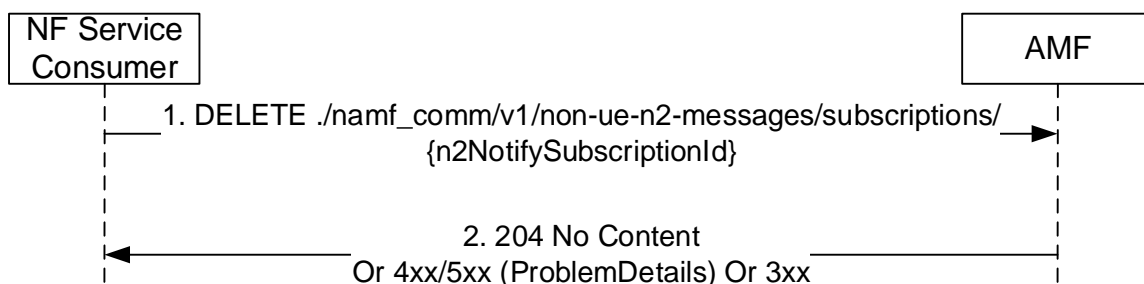 NF Service
Consumer
AMF
1. DELETE ./namf_comm/v1/non-ue-n2-messages/subscriptions/
{n2NotifySubscriptionId}
2. 204 No Content
Or 4xx/5xx (ProblemDetails) Or 3xx